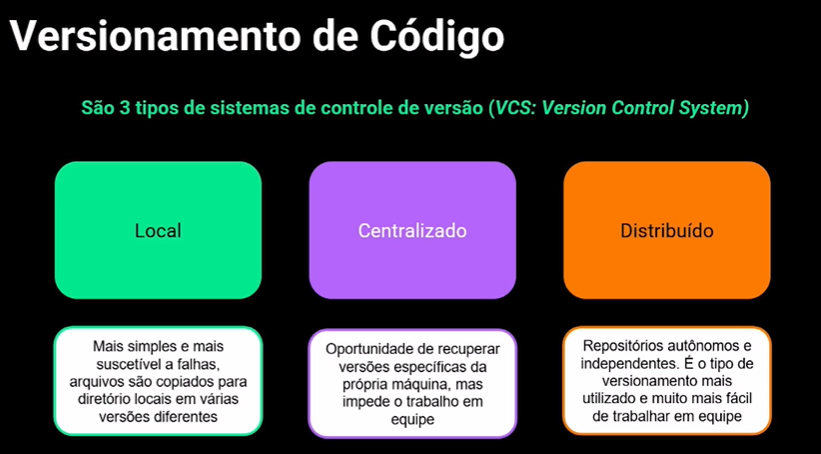 Versionamento de Código
São 3 tipos de sistemas de controle de versão (VCS: Version Control System)
Local
Centralizado
Distribuído
Mais simples e mais
suscetível a falhas,
arquivos são copiados para
diretório locais em várias
versões diferentes
Oportunidade de recuperar
versões específicas da
própria máquina, mas
impede o trabalho em
equipe
Repositórios autônomos e
independentes. É o tipo de
versionamento mais
utilizado e muito mais fácil
de trabalhar em equipe